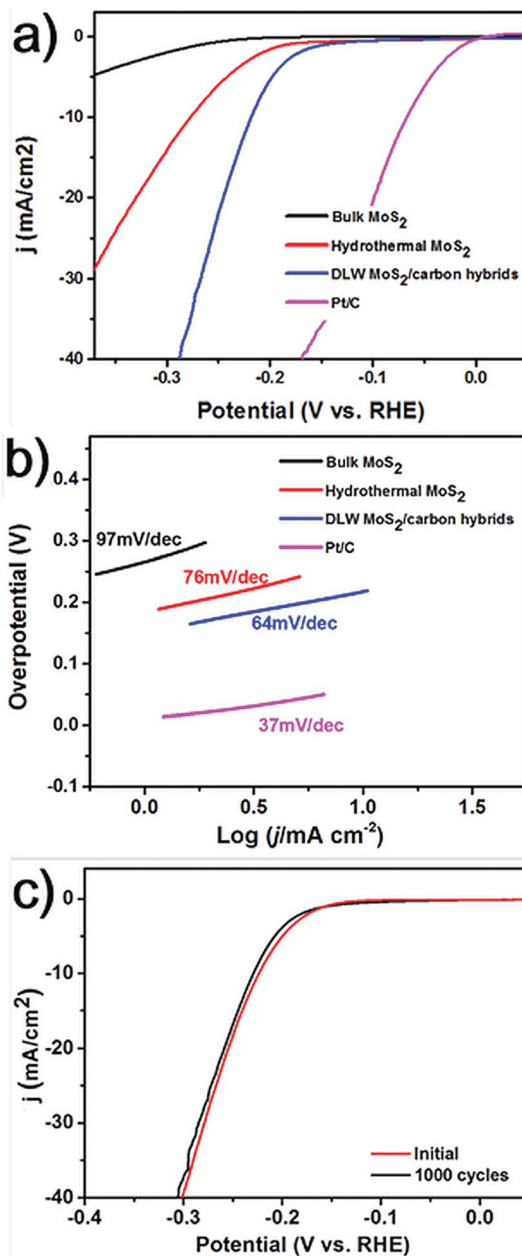 a)
0
-10
-20
-30
-40
j (mA/cm2)
Bulk MoS2
Hydrothermal MoS2
DLW MoS2/carbon hybrids
Pt/C
-0.3
-0.2
-0.1
0.0
Potential (V vs. RHE)
b)
0.4
0.3
0.2
0.1
0.0
-0.1
Overpotential (V)
Bulk MoS2
Hydrothermal MoS2
DLW MoS2/carbon hybrids
Pt/C
97mV/dec
76mV/dec
64mV/dec
37mV/dec
0.0
0.5
1.0
1.5
Log (j/mA cm-2)
c)
0
-10
-20
-30
-40
j (mA/cm²)
Initial
1000 cycles
-0.4
-0.3
-0.2
-0.1
0.0
Potential (V vs. RHE)